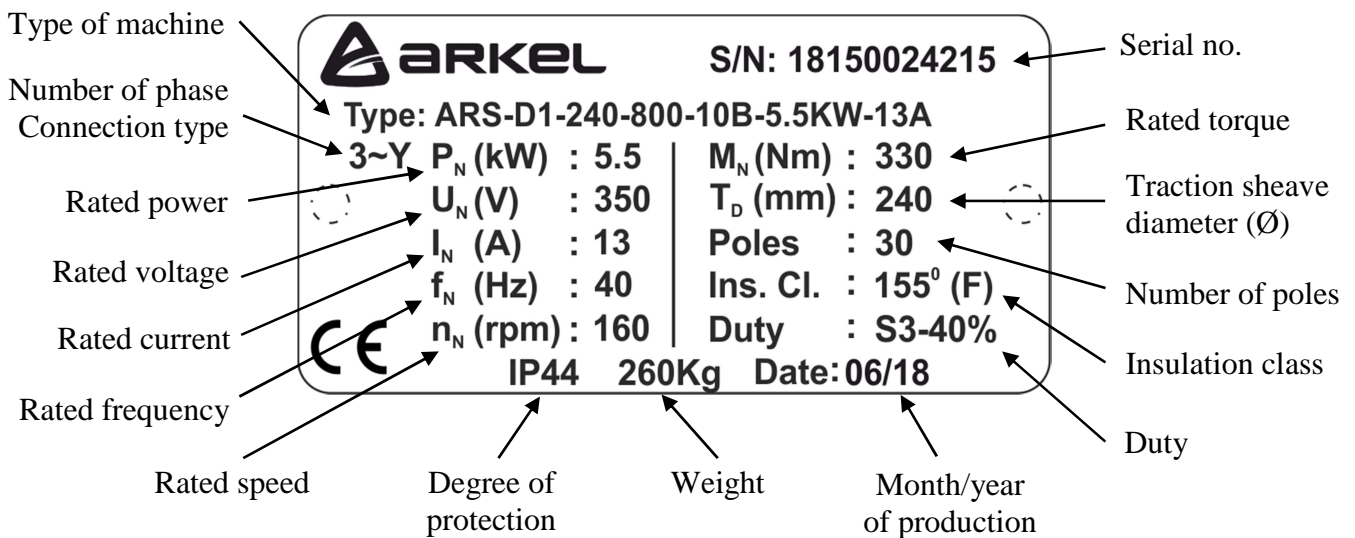 Type of machine
ARKEL
S/N: 18150024215
Serial no.
Number of phase
Connection type
Type: ARS-D1-240-800-10B-5.5KW-13A
Rated torque
3~Y
P_N (kW) : 5.5
M_N (Nm) : 330
Rated power
U_N (V) : 350
T_D (mm) : 240
Traction sheave
diameter (Ø)
Rated voltage
I_N (A) : 13
Poles : 30
Number of poles
Rated current
f_N (Hz) : 40
Ins. Cl. : 155⁰ (F)
Insulation class
Rated frequency
CE
n_N (rpm) : 160
Duty : S3-40%
Duty
IP44 260Kg Date: 06/18
Rated speed
Degree of
protection
Weight
Month/year
of production